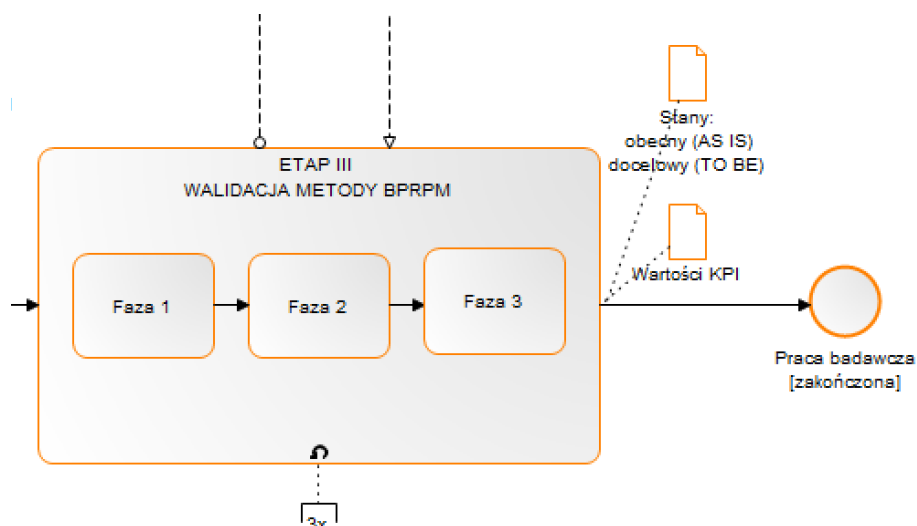 Stany:
obecny (AS IS)
docelowy (TO BE)
ETAP III
WALIDACJA METODY BPRPM
Wartości KPI
Faza 1
Faza 2
Faza 3
Praca badawcza
[zakończona]
3x